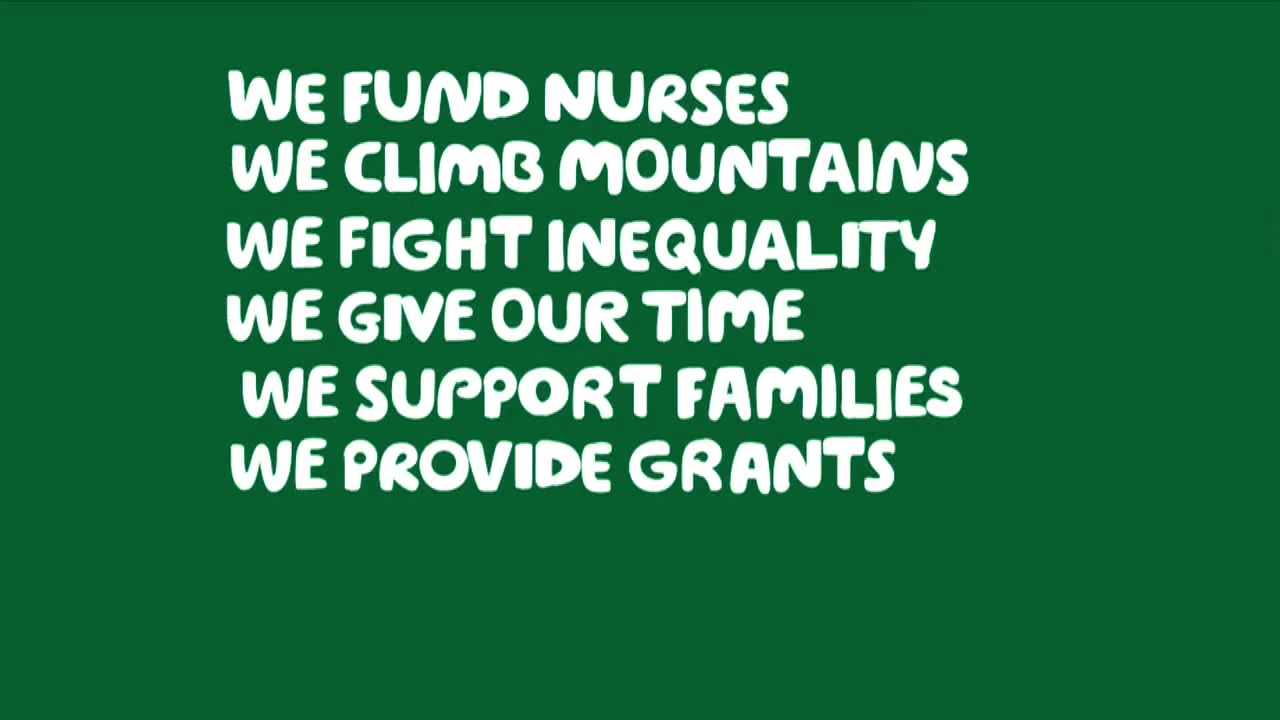 WE FUND NURSES
WE CLIMB MOUNTAINS
WE FIGHT INEQUALITY
WE GIVE OUR TIME
WE SUPPORT FAMILIES
WE PROVIDE GRANTS